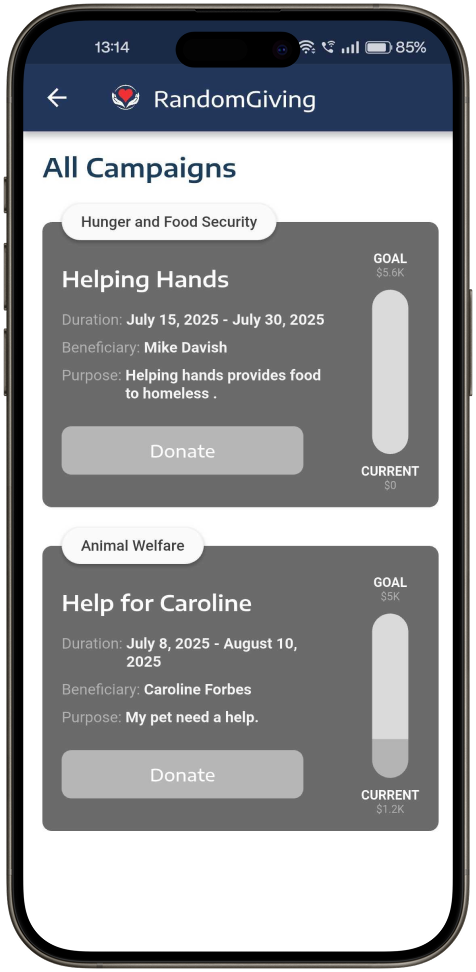 13:14
85%
RandomGiving
All Campaigns
Hunger and Food Security
Helping Hands
Duration: July 15, 2025 - July 30, 2025
Beneficiary: Mike Davish
Purpose: Helping hands provides food
to homeless .
Donate
GOAL
$5.6K
CURRENT
$0
Animal Welfare
Help for Caroline
Duration: July 8, 2025 - August 10,
2025
Beneficiary: Caroline Forbes
Purpose: My pet need a help.
Donate
GOAL
$5K
CURRENT
$1.2K